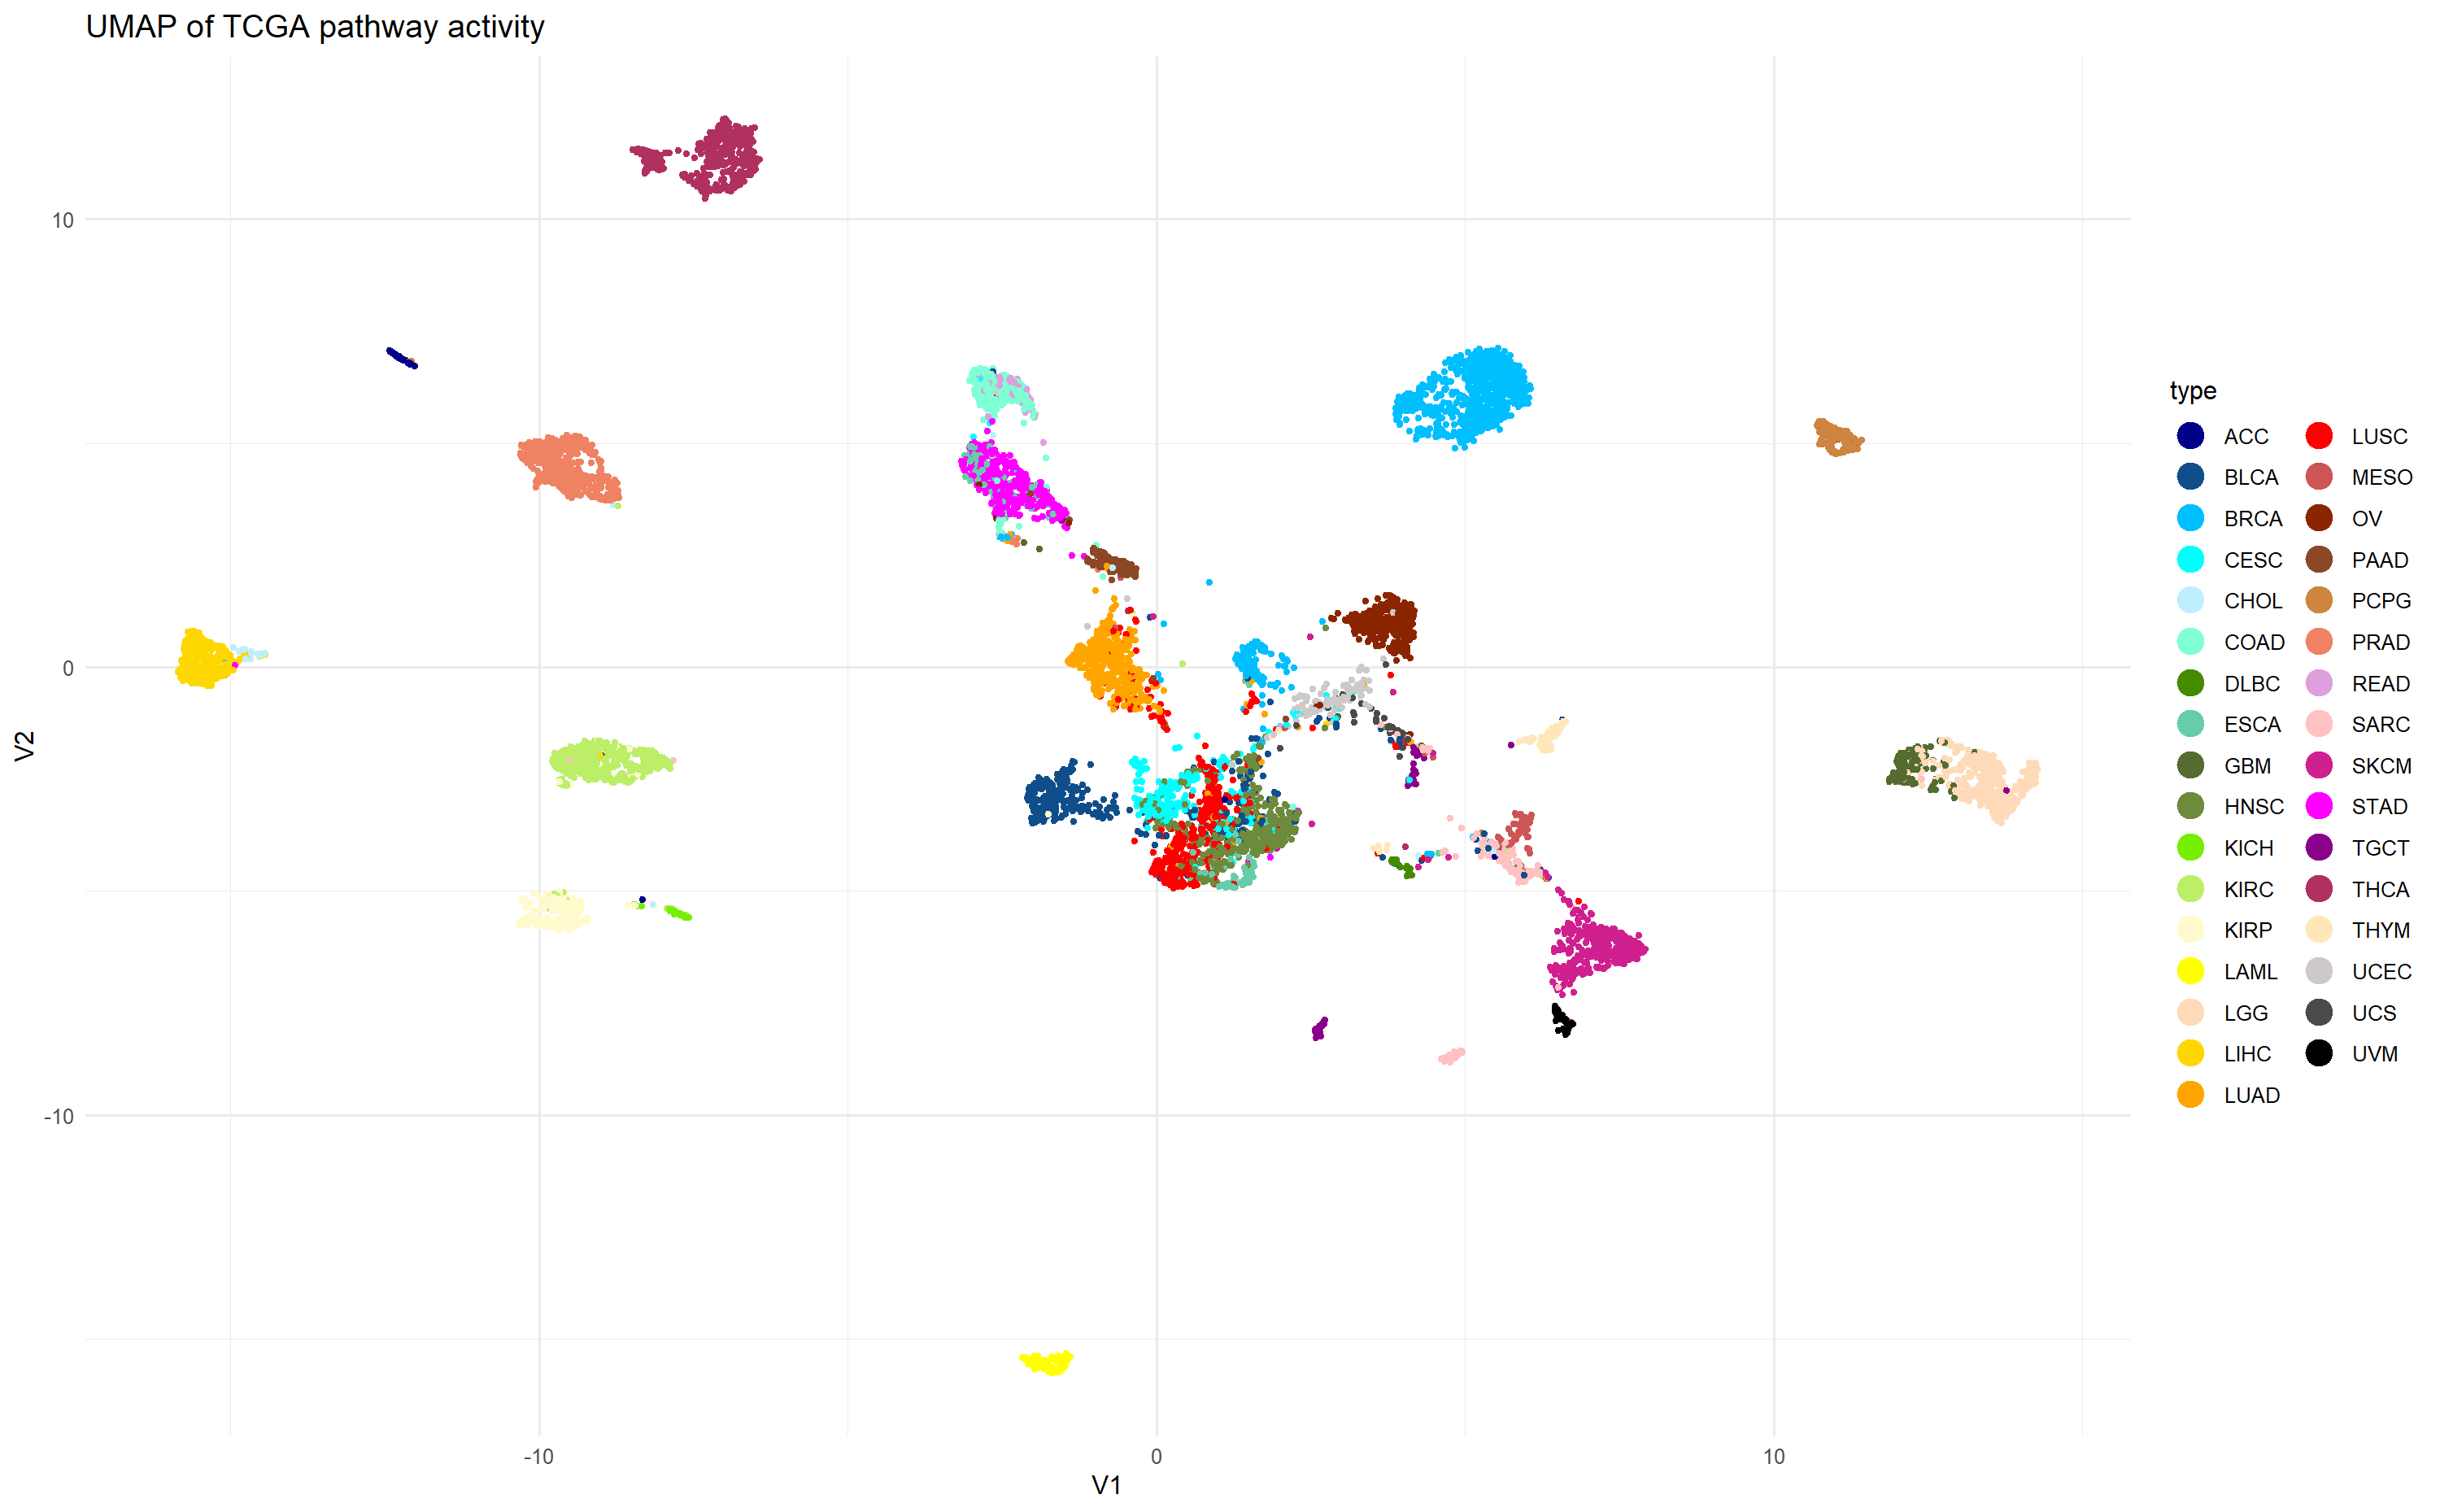 UMAP of TCGA pathway activity
10
0
-10
V2
-10
0
10
V1
type
ACC
BLCA
BRCA
CESC
CHOL
COAD
DLBC
ESCA
GBM
HNSC
KICH
KIRC
KIRP
LAML
LGG
LIHC
LUAD
LUSC
MESO
OV
PAAD
PCPG
PRAD
READ
SARC
SKCM
STAD
TGCT
THCA
THYM
UCEC
UCS
UVM